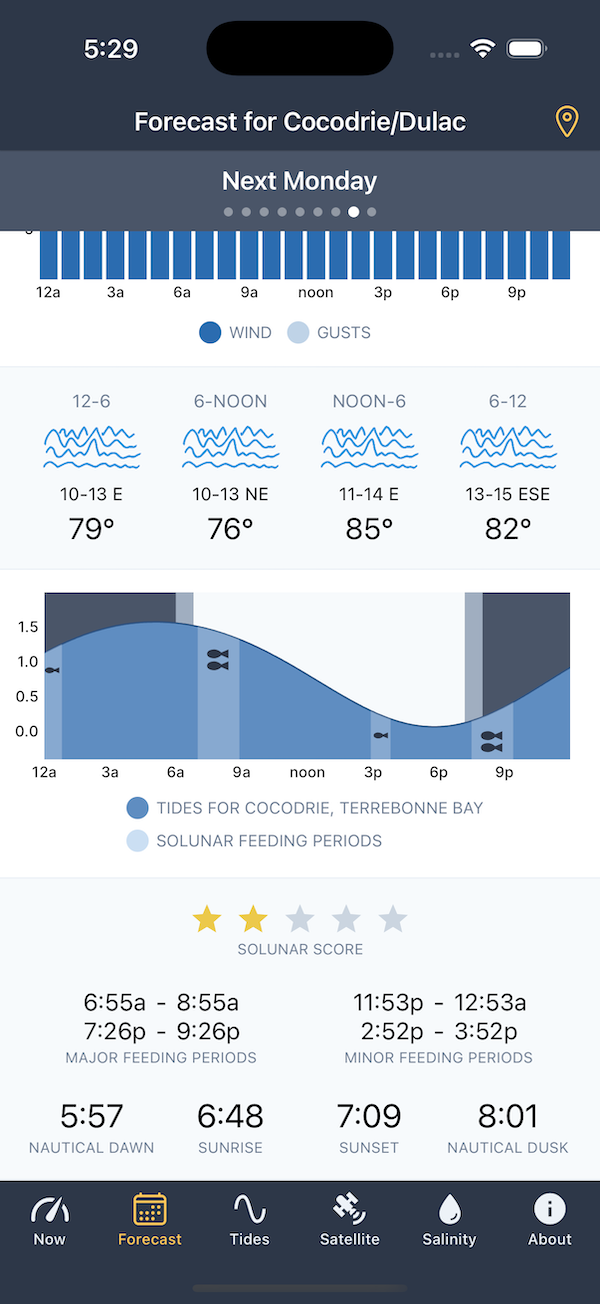 5:29
Forecast for Cocodrie/Dulac
Next Monday
12a 3a 6a 9a noon 3p 6p 9p
WIND GUSTS
12-6 6-NOON NOON-6 6-12
10-13 E 10-13 NE 11-14 E 13-15 ESE
79° 76° 85° 82°
1.5
1.0
0.5
0.0
12a 3a 6a 9a noon 3p 6p 9p
TIDES FOR COCODRIE, TERREBONNE BAY
SOLUNAR FEEDING PERIODS
SOLUNAR SCORE
6:55a - 8:55a 11:53p - 12:53a
7:26p - 9:26p 2:52p - 3:52p
MAJOR FEEDING PERIODS MINOR FEEDING PERIODS
5:57 6:48 7:09 8:01
NAUTICAL DAWN SUNRISE SUNSET NAUTICAL DUSK
Now Forecast Tides Satellite Salinity About